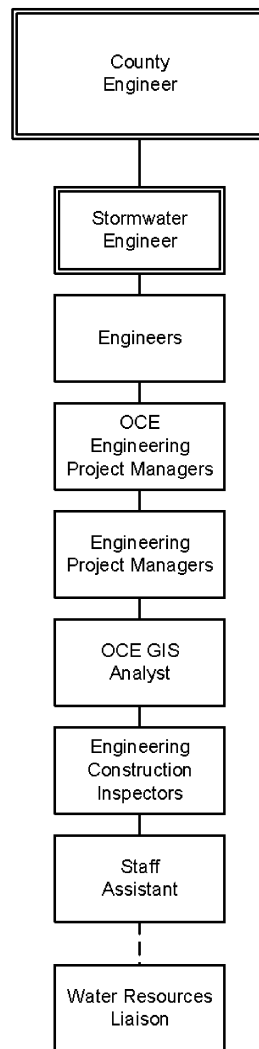 County
Engineer
Stormwater
Engineer
Engineers
OCE
Engineering
Project Managers
Engineering
Project Managers
OCE GIS
Analyst
Engineering
Construction
Inspectors
Staff
Assistant
Water Resources
Liaison